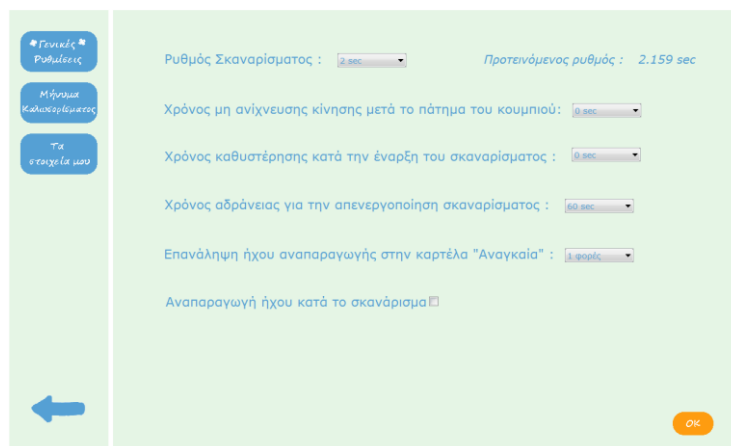 *Γενικές*
Ρυθμίσεις
Μήνυμα
Καλωσορίσματος
Τα
στοιχεία μου
Ρυθμός Σκαναρίσματος : 2 sec Προτεινόμενος ρυθμός : 2.159 sec
Χρόνος μη ανίχνευσης κίνησης μετά το πάτημα του κουμπιού: 0 sec
Χρόνος καθυστέρησης κατά την έναρξη του σκαναρίσματος : 0 sec
Χρόνος αδράνειας για την απενεργοποίηση σκαναρίσματος : 60 sec
Επανάληψη ήχου αναπαραγωγής στην καρτέλα "Αναγκαία" : 1 φορές
Αναπαραγωγή ήχου κατά το σκανάρισμα
OK